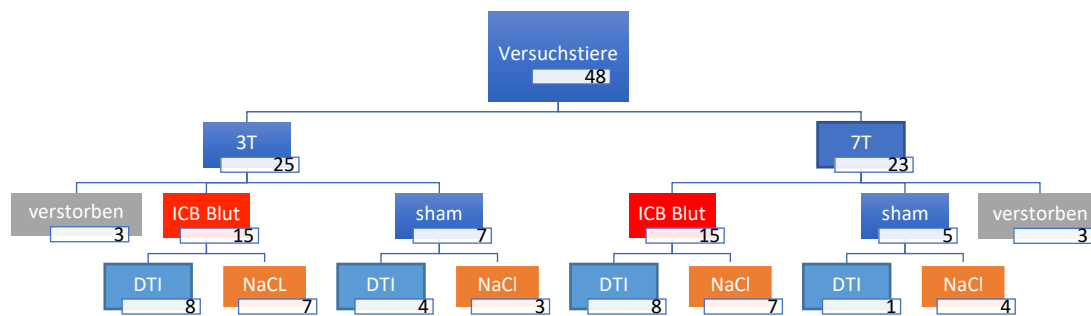 Versuchstiere
48
3T
25
7T
23
verstorben
3
ICB Blut
15
sham
7
ICB Blut
15
sham
5
verstorben
3
DTI
8
NaCL
7
DTI
4
NaCl
3
DTI
8
NaCl
7
DTI
1
NaCl
4